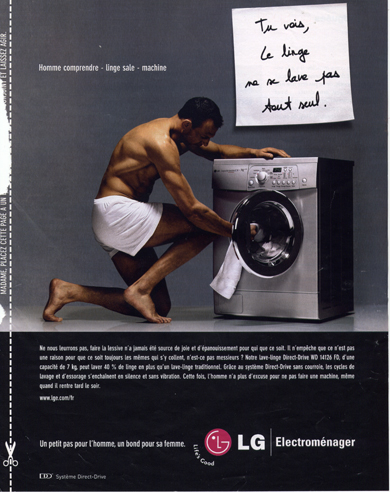 Tu vois,
le linge
ne se lave pas
tout seul.
Homme comprendre - linge sale - machine
MADAME, PLACEZ CETTE PAGE A UN
ET LAISSEZ AGIR.
Ne nous leurrons pas, faire la lessive n'a jamais été source de joie et d'épanouissement pour qui que ce soit. Il n'empêche que ce n'est
pas une raison pour que ce soit toujours les mêmes qui s'y collent, n'est-ce pas messieurs ? Notre lave-linge Direct-Drive WD 14126 FD, d'une
capacité de 7 kg, peut laver 40 % de linge en plus qu'un lave-linge traditionnel. Grâce au système Direct-Drive sans courroie, les cycles de
lavage et d'essorage s'enchaînent en silence et sans vibration. Cette fois, l'homme n'a plus d'excuse pour ne pas faire une machine, même
quand il rentre tard le soir.
www.lge.com/fr
Un petit pas pour l'homme, un bond pour sa femme.
Life's Good
LG Electroménager
DD Système Direct-Drive